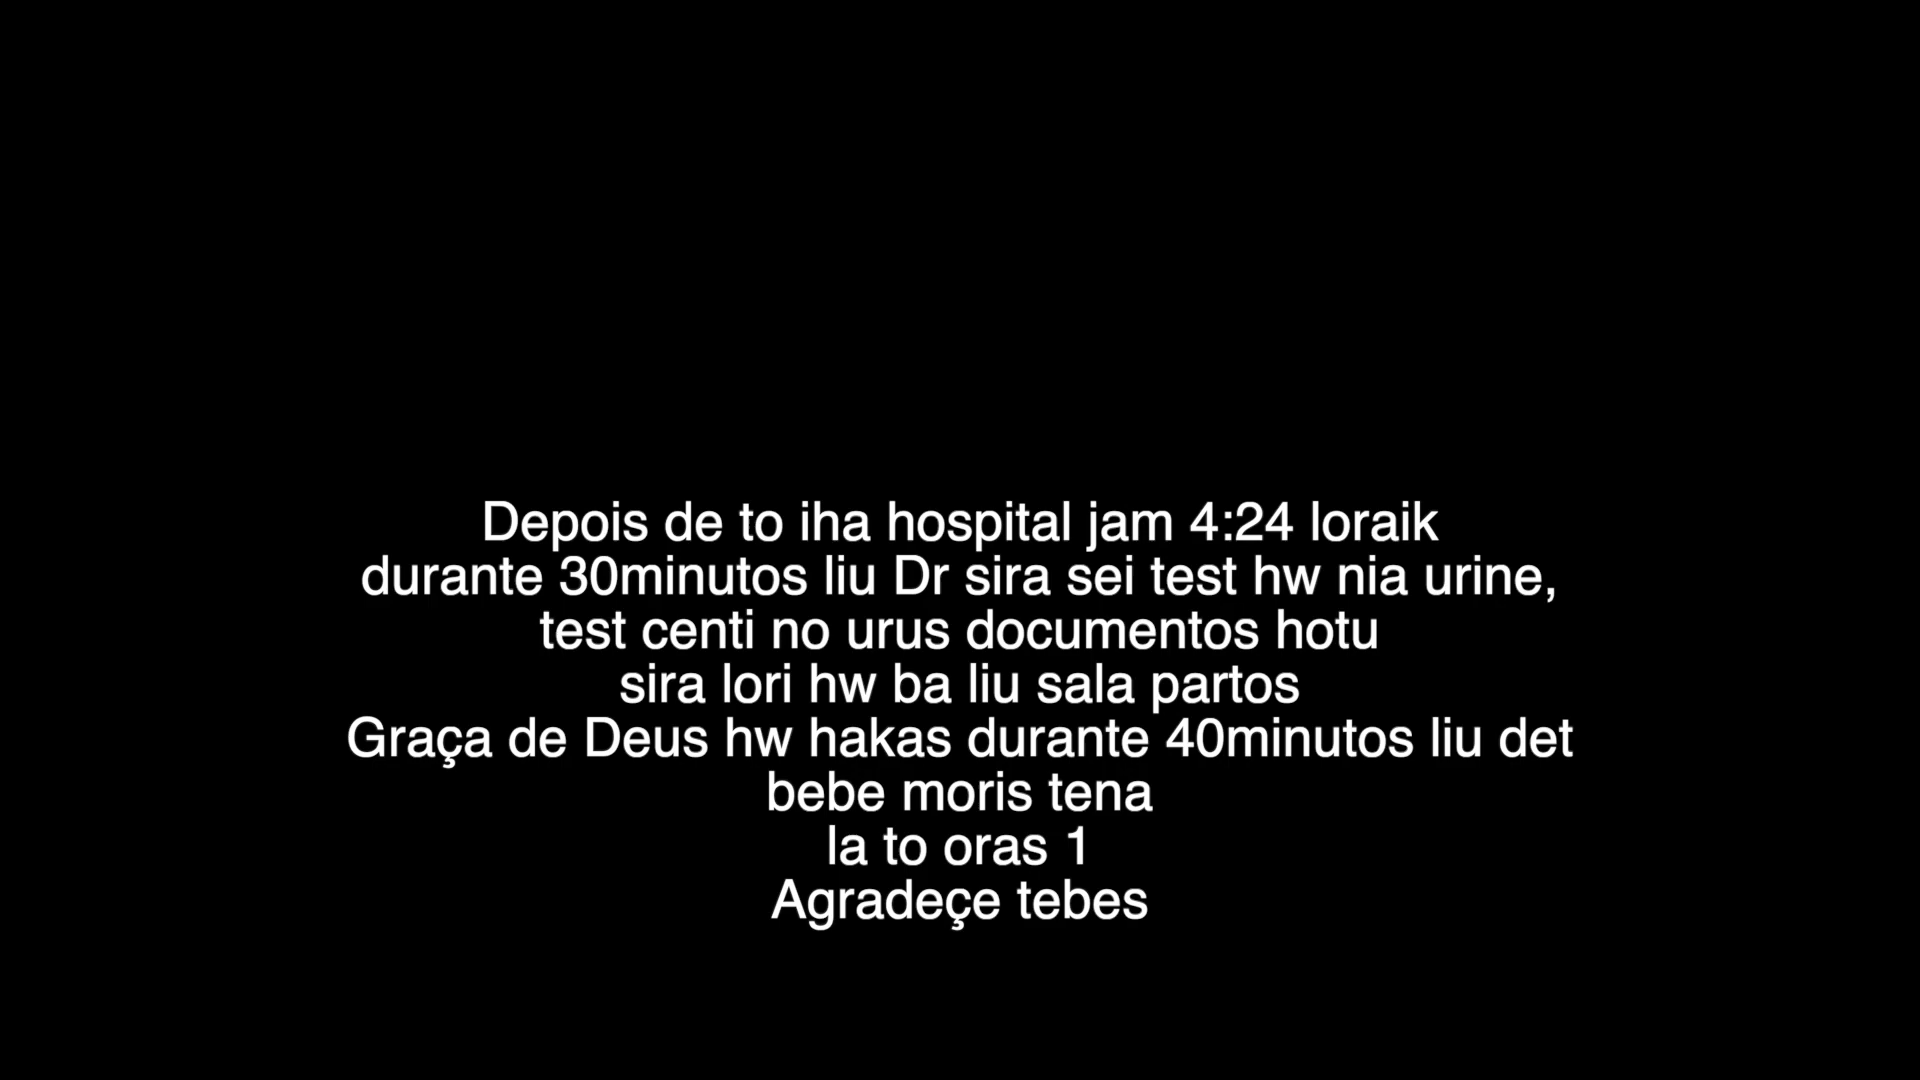 Depois de to iha hospital jam 4:24 loraik
durante 30minutos liu Dr sira sei test hw nia urine,
test centi no urus documentos hotu
sira lori hw ba liu sala partos
Graça de Deus hw hakas durante 40minutos liu det
bebe moris tena
la to oras 1
Agradeçe tebes